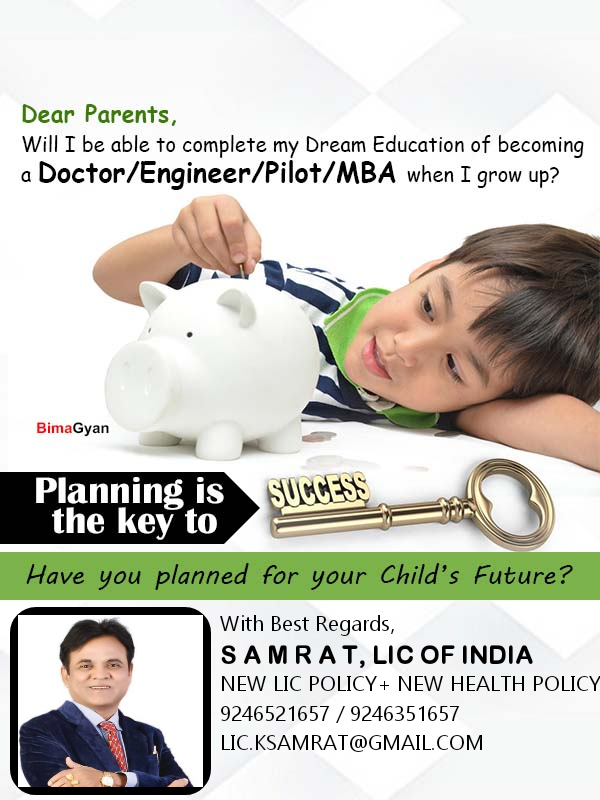 Dear Parents,
Will I be able to complete my Dream Education of becoming
a Doctor/Engineer/Pilot/MBA when I grow up?
BimaGyan
Planning is
the key to
SUCCESS
Have you planned for your Child's Future?
With Best Regards,
S A M R A T, LIC OF INDIA
NEW LIC POLICY+ NEW HEALTH POLICY
9246521657 / 9246351657
LIC.KSAMRAT@GMAIL.COM